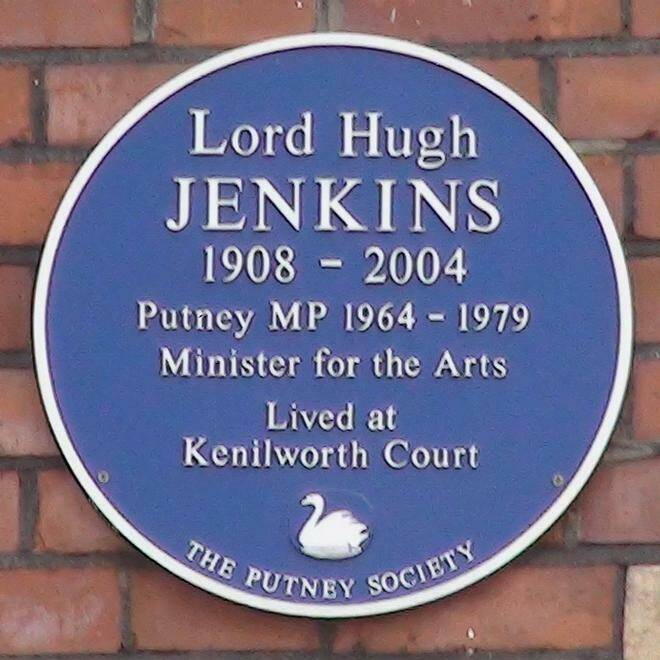 Lord Hugh
JENKINS
1908 - 2004
Putney MP 1964 - 1979
Minister for the Arts
Lived at
Kenilworth Court
THE PUTNEY SOCIETY